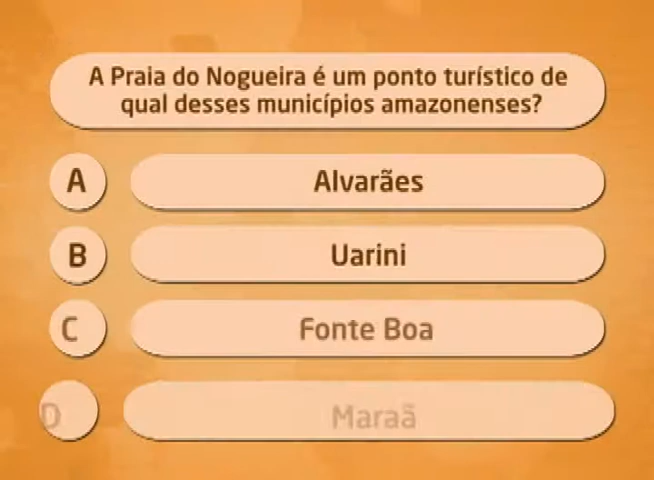 A Praia do Nogueira é um ponto turístico de
qual desses municípios amazonenses?
A
Alvarães
B
Uarini
C
Fonte Boa
D
Maraã